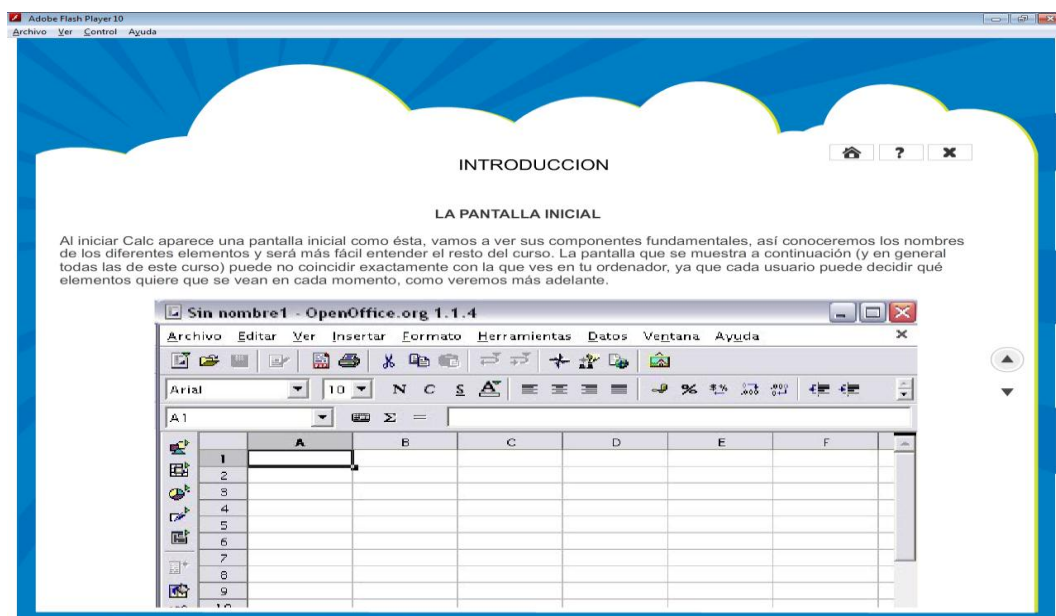 Adobe Flash Player 10
Archivo Ver Control Ayuda
INTRODUCCION
?
LA PANTALLA INICIAL
Al iniciar Calc aparece una pantalla inicial como ésta, vamos a ver sus componentes fundamentales, así conoceremos los nombres
de los diferentes elementos y será más fácil entender el resto del curso. La pantalla que se muestra a continuación (y en general
todas las de este curso) puede no coincidir exactamente con la que ves en tu ordenador, ya que cada usuario puede decidir qué
elementos quiere que se vean en cada momento, como veremos más adelante.
Sin nombre1 - OpenOffice.org 1.1.4
Archivo Editar Ver Insertar Formato Herramientas Datos Ventana Ayuda
Arial 10 N C S A %
A1 Σ =
A B C D E F
1
2
3
4
5
6
7
8
9
10